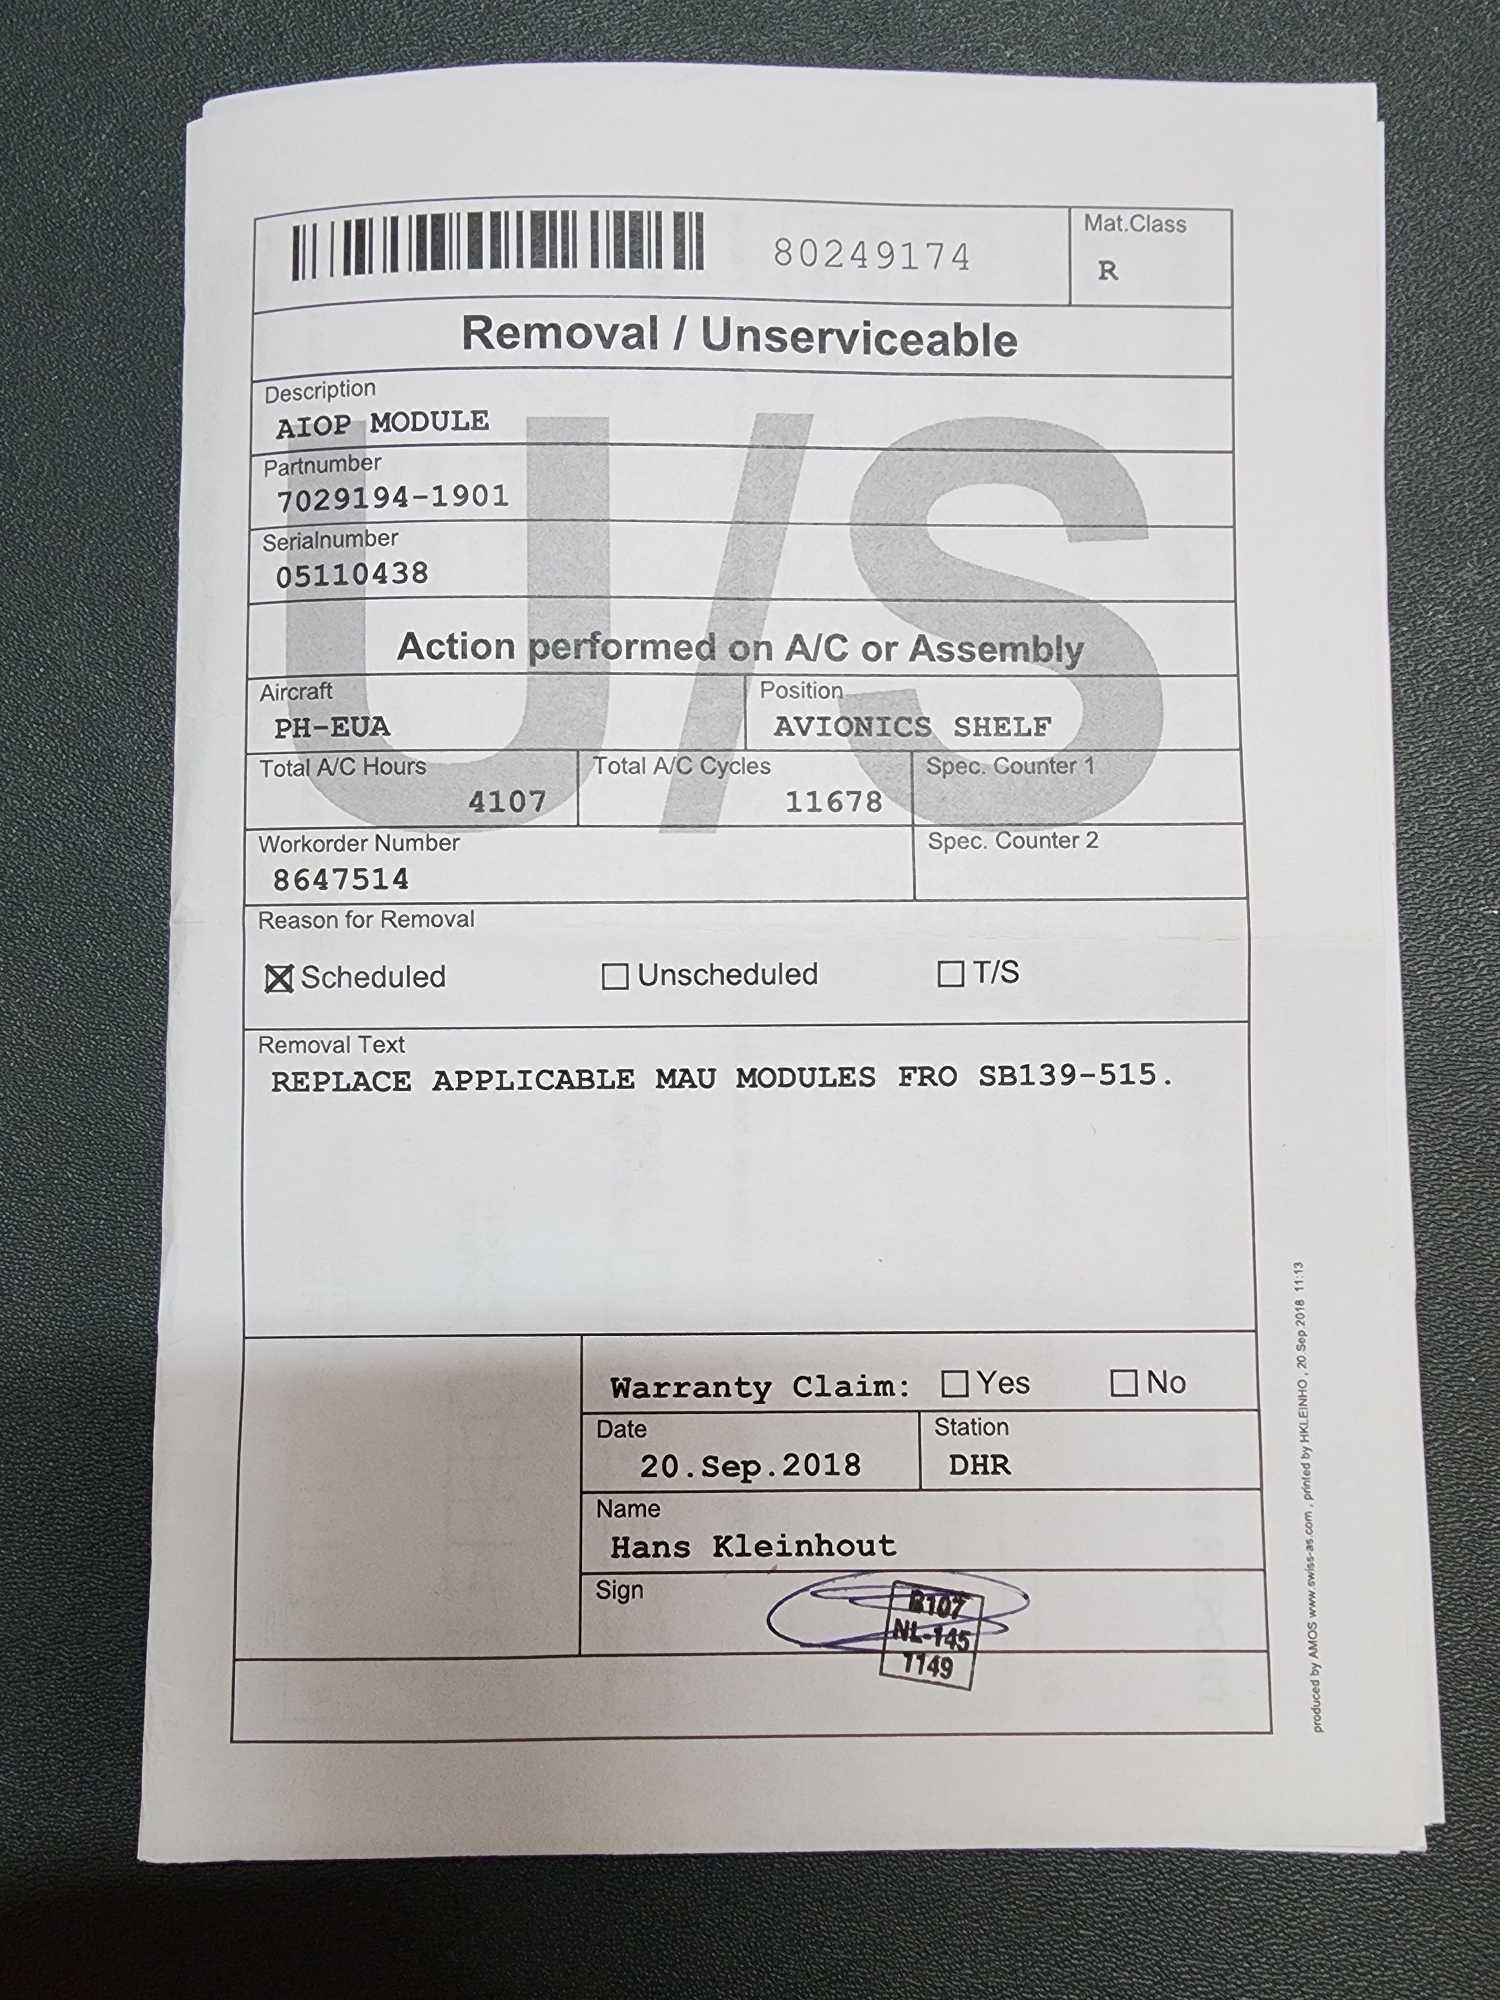 80249174
Mat.Class
R
Removal / Unserviceable
U/S
Description
AIOP MODULE
Partnumber
7029194-1901
Serialnumber
05110438
Action performed on A/C or Assembly
Aircraft
PH-EUA
Position
AVIONICS SHELF
Total A/C Hours
4107
Total A/C Cycles
11678
Spec. Counter 1
Workorder Number
8647514
Spec. Counter 2
Reason for Removal
Scheduled
Unscheduled
T/S
Removal Text
REPLACE APPLICABLE MAU MODULES FRO SB139-515.
Warranty Claim:
Yes
No
Date
20.Sep.2018
Station
DHR
Name
Hans Kleinhout
Sign
NL-145
1149
produced by AMOS www.swiss-as.com , printed by HKLEINHO , 20.Sep.2018 11:13